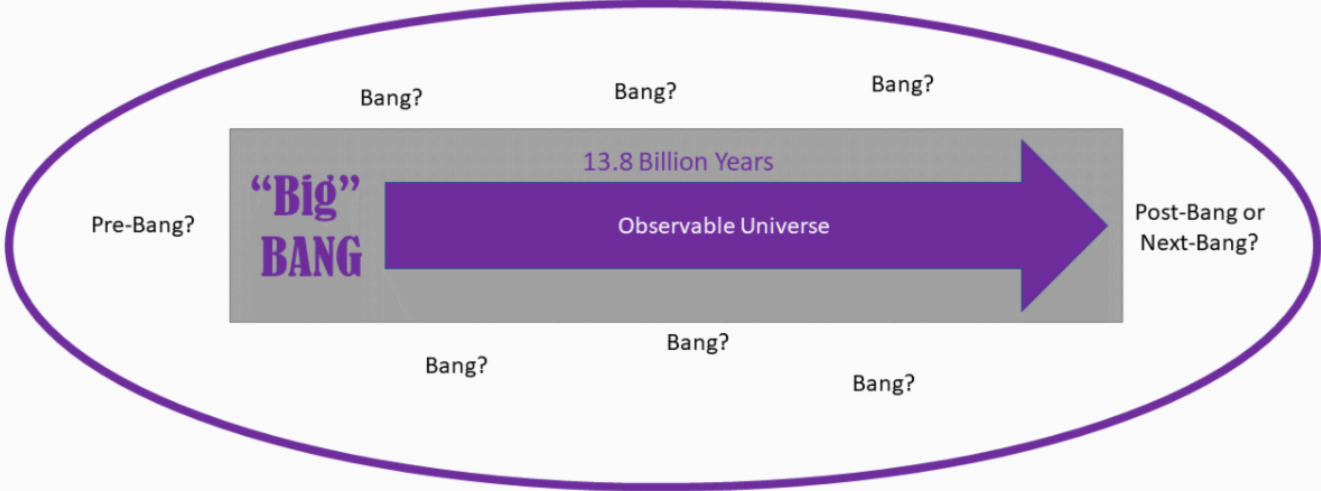 Bang?
Bang?
Bang?
13.8 Billion Years
“Big”
BANG
Observable Universe
Pre-Bang?
Post-Bang or
Next-Bang?
Bang?
Bang?
Bang?